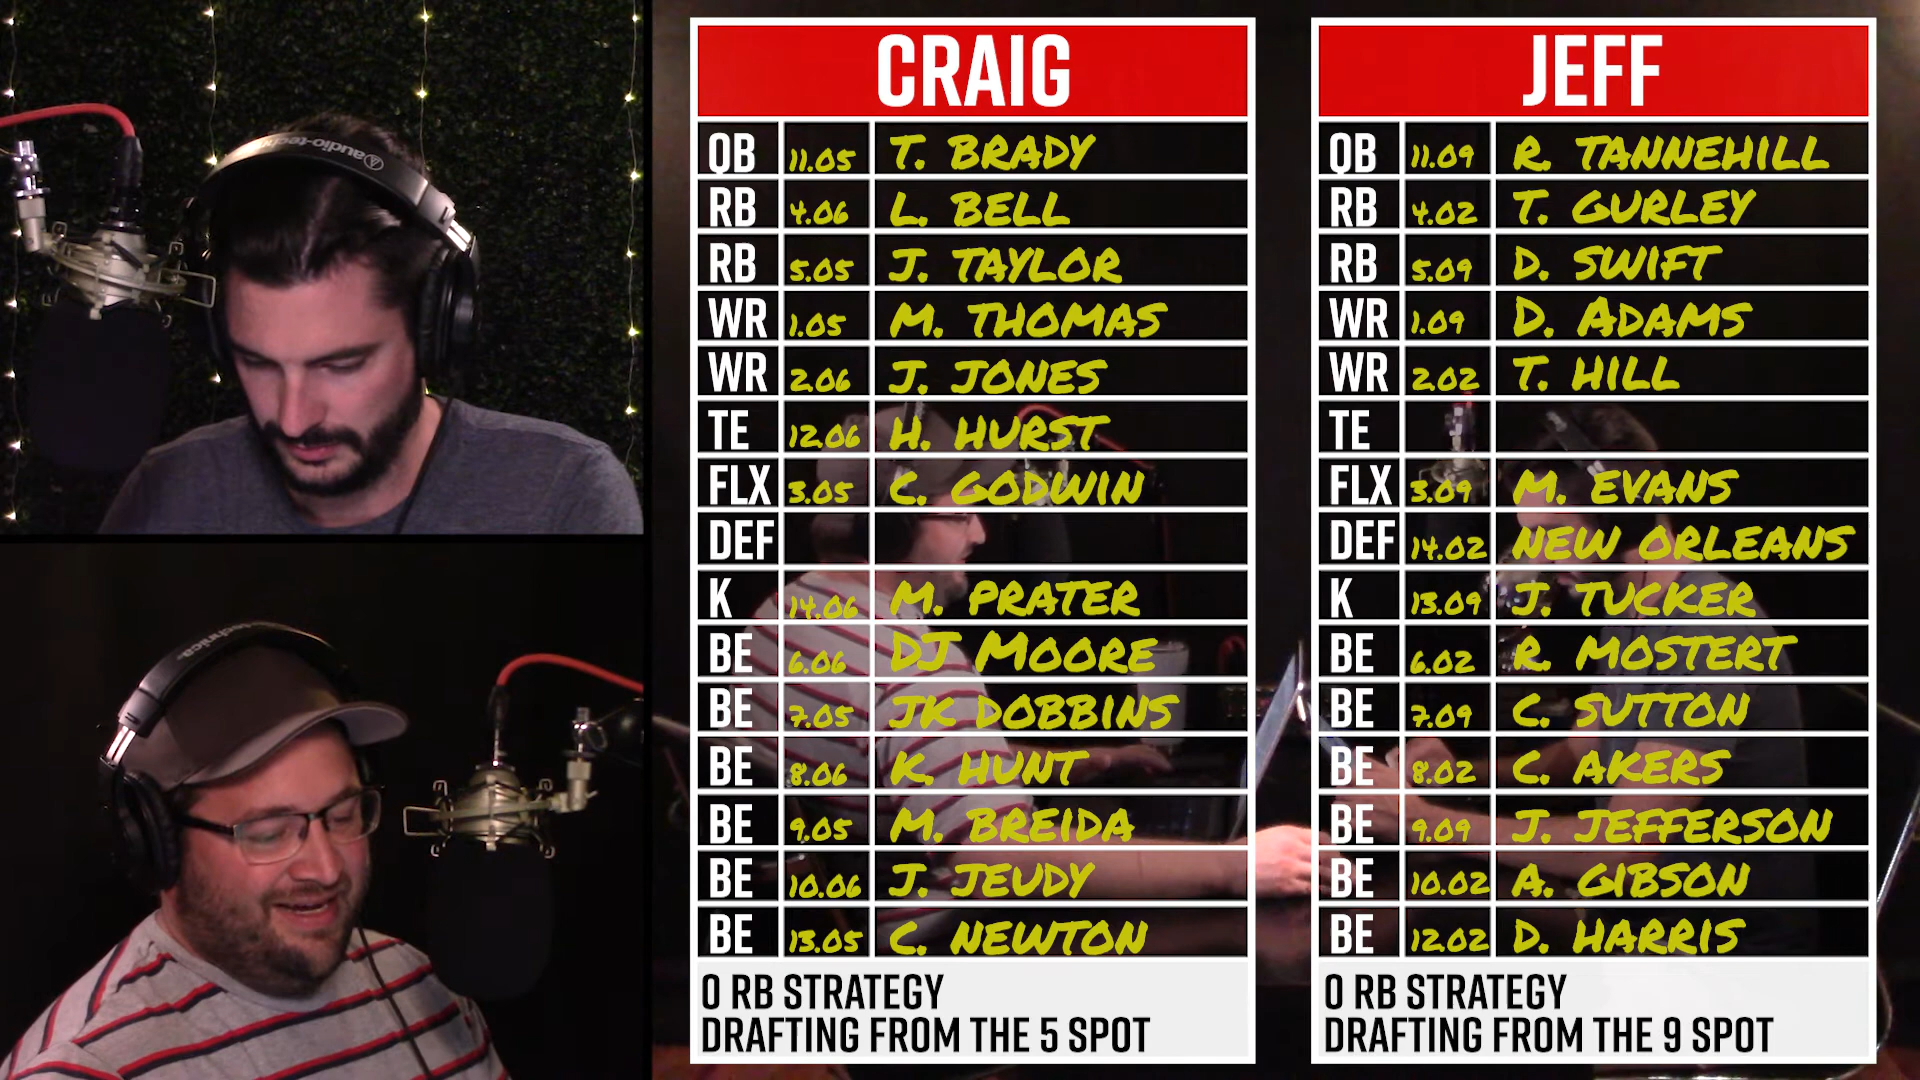 audio-technica
technica
CRAIG
QB 11.05 T. BRADY
RB 4.06 L. BELL
RB 5.05 J. TAYLOR
WR 1.05 M. THOMAS
WR 2.06 J. JONES
TE 12.06 H. HURST
FLX 3.05 C. GODWIN
DEF
K 14.06 M. PRATER
BE 6.06 DJ MOORE
BE 7.05 JK DOBBINS
BE 8.06 K. HUNT
BE 9.05 M. BREIDA
BE 10.06 J. JEUDY
BE 13.05 C. NEWTON
0 RB STRATEGY
DRAFTING FROM THE 5 SPOT
JEFF
QB 11.09 R. TANNEHILL
RB 4.02 T. GURLEY
RB 5.09 D. SWIFT
WR 1.09 D. ADAMS
WR 2.02 T. HILL
TE
FLX 3.09 M. EVANS
DEF 14.02 NEW ORLEANS
K 13.09 J. TUCKER
BE 6.02 R. MOSTERT
BE 7.09 C. SUTTON
BE 8.02 C. AKERS
BE 9.09 J. JEFFERSON
BE 10.02 A. GIBSON
BE 12.02 D. HARRIS
0 RB STRATEGY
DRAFTING FROM THE 9 SPOT